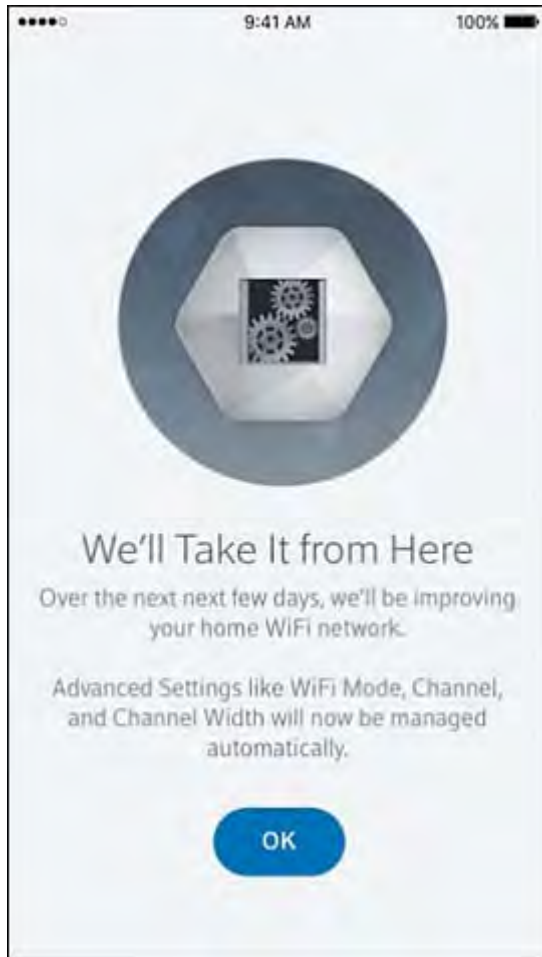 9:41 AM
100%
We'll Take It from Here
Over the next next few days, we'll be improving
your home WiFi network.
Advanced Settings like WiFi Mode, Channel,
and Channel Width will now be managed
automatically.
OK